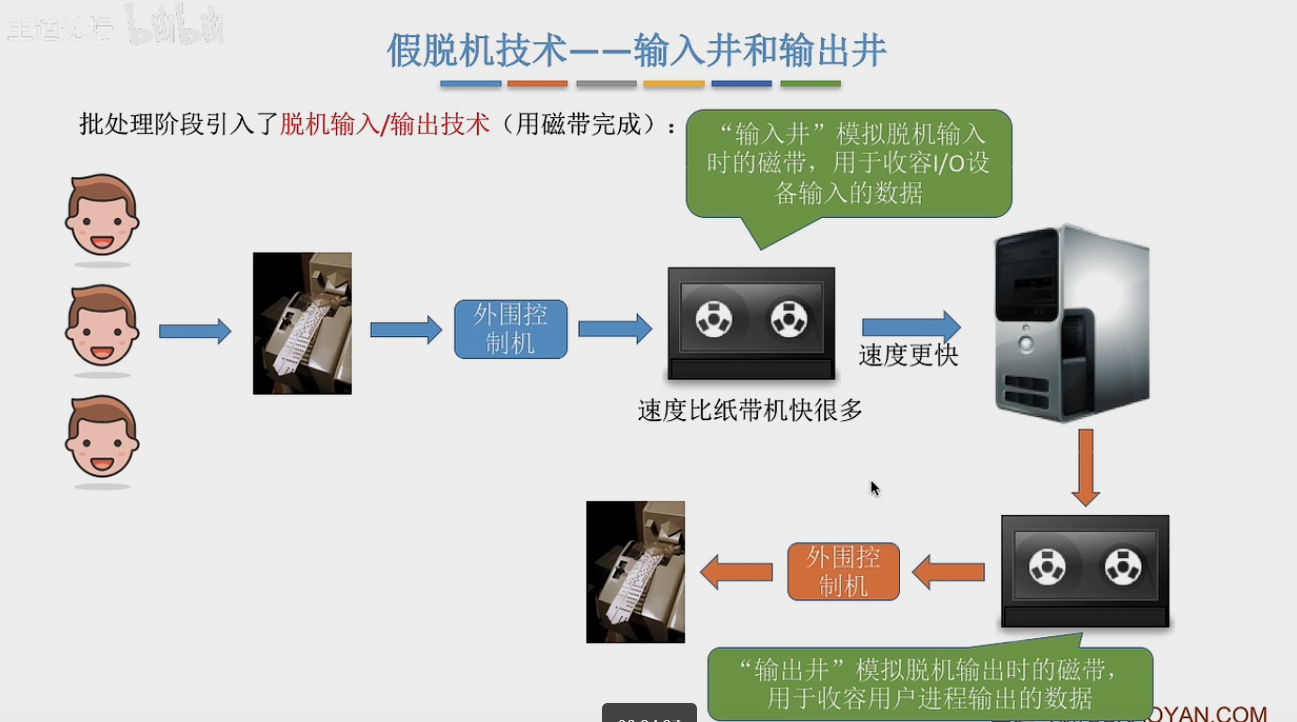 王道论坛 bilibili
假脱机技术——输入井和输出井
批处理阶段引入了脱机输入/输出技术（用磁带完成）：
“输入井”模拟脱机输入
时的磁带，用于收容I/O设
备输入的数据
外围控
制机
速度更快
速度比纸带机快很多
外围控
制机
“输出井”模拟脱机输出时的磁带，
用于收容用户进程输出的数据
OYAN.COM